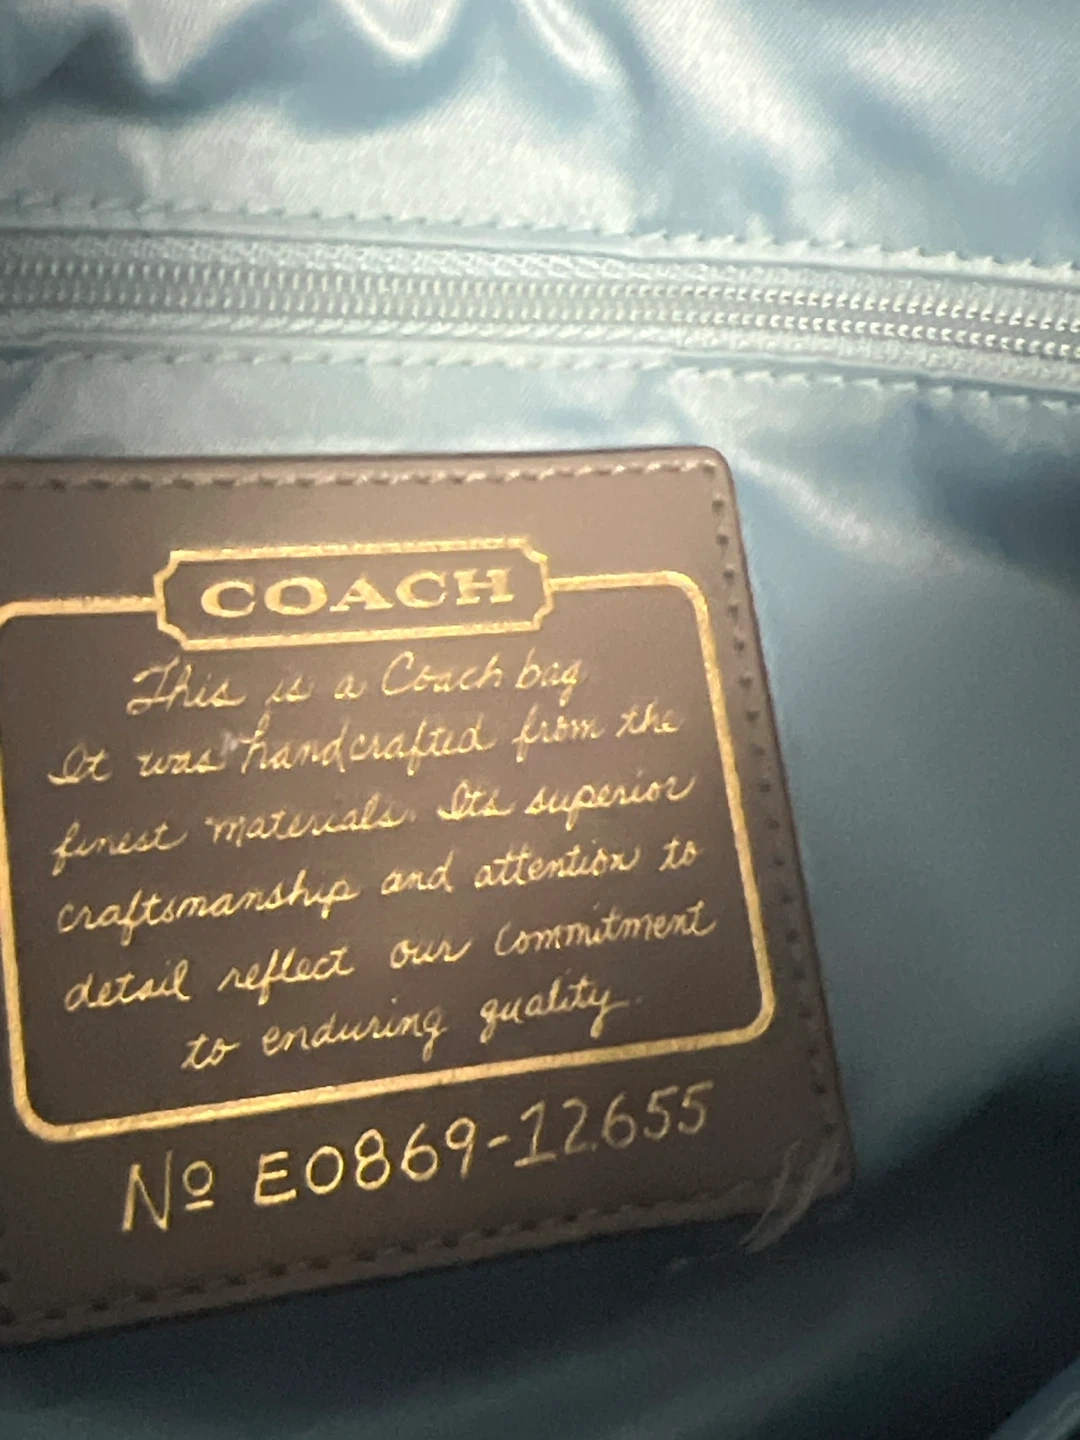 COACH
This is a Coach bag
It was handcrafted from the
finest materials. Its superior
craftsmanship and attention to
detail reflect our commitment
to enduring quality.
Nº E0869-12655